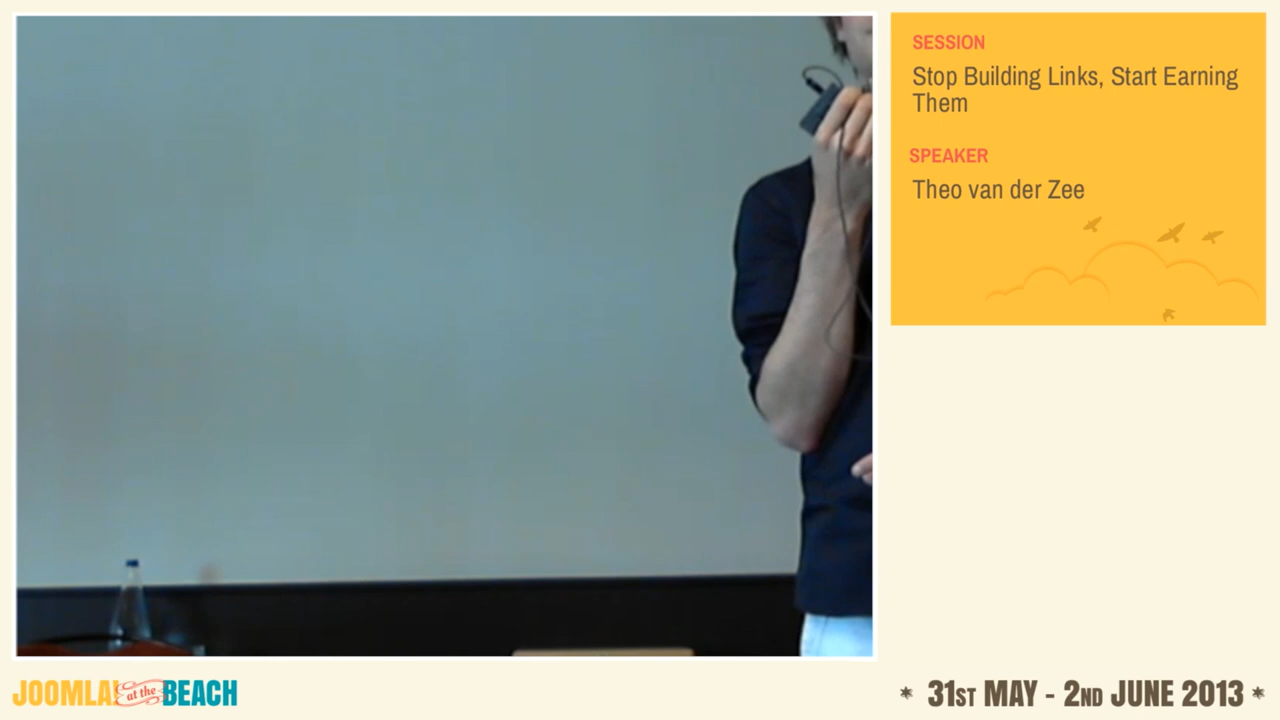 SESSION
Stop Building Links, Start Earning
Them
SPEAKER
Theo van der Zee
JOOMLA! at the BEACH
* 31ST MAY - 2ND JUNE 2013 *